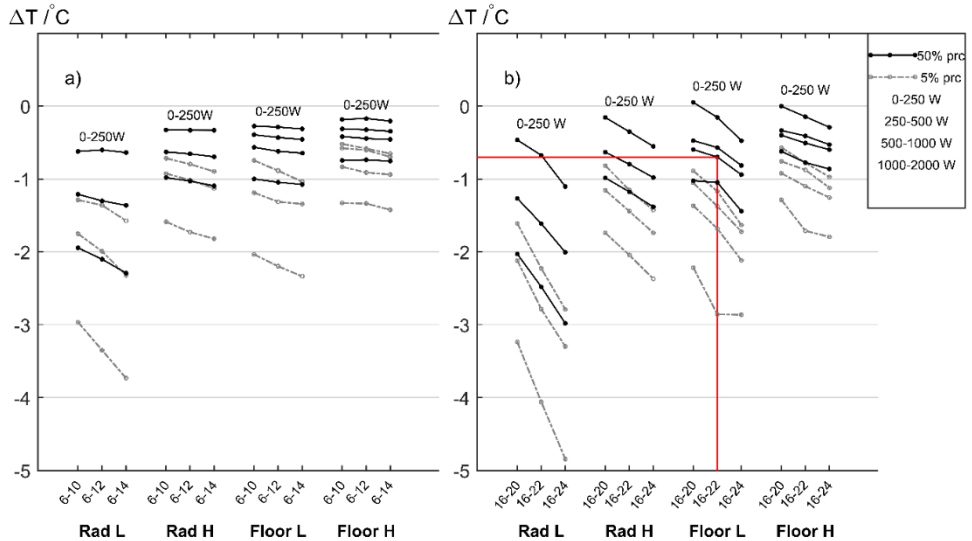 ΔT /°C
ΔT /°C
a)
b)
50% prc
5% prc
0-250 W
250-500 W
500-1000 W
1000-2000 W
0
-1
-2
-3
-4
-5
0
-1
-2
-3
-4
-5
0-250W
0-250W
0-250W
0-250W
0-250 W
0-250 W
0-250 W
0-250 W
6-10
6-12
6-14
6-10
6-12
6-14
6-10
6-12
6-14
6-10
6-12
6-14
Rad L
Rad H
Floor L
Floor H
16-20
16-22
16-24
16-20
16-22
16-24
16-20
16-22
16-24
16-20
16-22
16-24
Rad L
Rad H
Floor L
Floor H